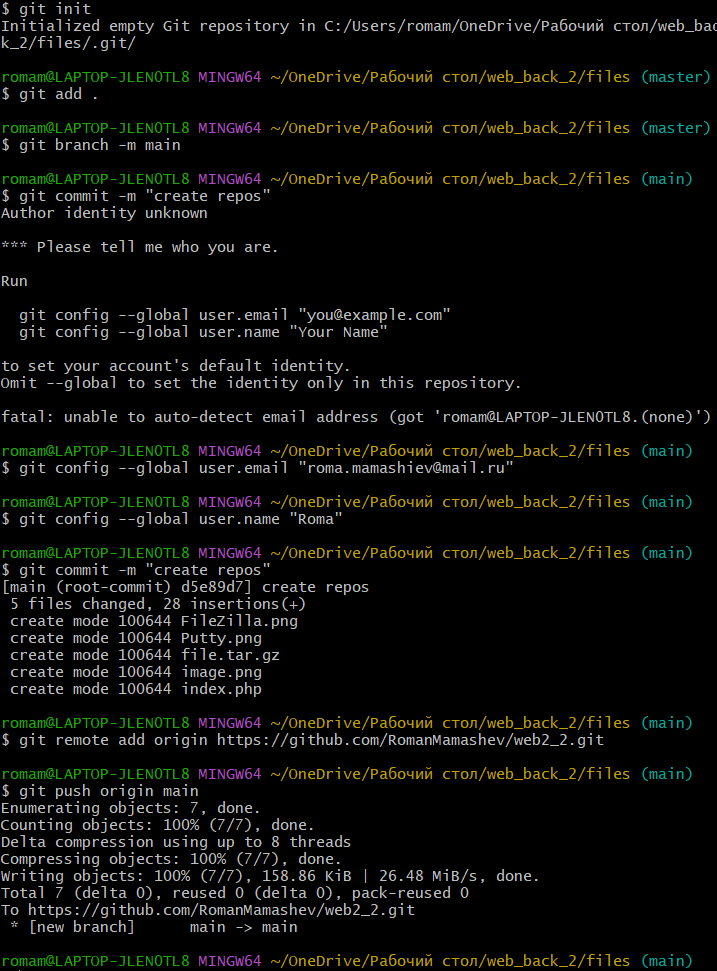 $ git init
Initialized empty Git repository in C:/Users/romam/OneDrive/Рабочий стол/web_bac
k_2/files/.git/
romam@LAPTOP-JLEN0TL8 MINGW64 ~/OneDrive/Рабочий стол/web_back_2/files (master)
$ git add .
romam@LAPTOP-JLEN0TL8 MINGW64 ~/OneDrive/Рабочий стол/web_back_2/files (master)
$ git branch -m main
romam@LAPTOP-JLEN0TL8 MINGW64 ~/OneDrive/Рабочий стол/web_back_2/files (main)
$ git commit -m "create repos"
Author identity unknown
*** Please tell me who you are.
Run
  git config --global user.email "you@example.com"
  git config --global user.name "Your Name"
to set your account's default identity.
Omit --global to set the identity only in this repository.
fatal: unable to auto-detect email address (got 'romam@LAPTOP-JLEN0TL8.(none)')
romam@LAPTOP-JLEN0TL8 MINGW64 ~/OneDrive/Рабочий стол/web_back_2/files (main)
$ git config --global user.email "roma.mamashiev@mail.ru"
romam@LAPTOP-JLEN0TL8 MINGW64 ~/OneDrive/Рабочий стол/web_back_2/files (main)
$ git config --global user.name "Roma"
romam@LAPTOP-JLEN0TL8 MINGW64 ~/OneDrive/Рабочий стол/web_back_2/files (main)
$ git commit -m "create repos"
[main (root-commit) d5e89d7] create repos
 5 files changed, 28 insertions(+)
 create mode 100644 FileZilla.png
 create mode 100644 Putty.png
 create mode 100644 file.tar.gz
 create mode 100644 image.png
 create mode 100644 index.php
romam@LAPTOP-JLEN0TL8 MINGW64 ~/OneDrive/Рабочий стол/web_back_2/files (main)
$ git remote add origin https://github.com/RomanMamashev/web2_2.git
romam@LAPTOP-JLEN0TL8 MINGW64 ~/OneDrive/Рабочий стол/web_back_2/files (main)
$ git push origin main
Enumerating objects: 7, done.
Counting objects: 100% (7/7), done.
Delta compression using up to 8 threads
Compressing objects: 100% (7/7), done.
Writing objects: 100% (7/7), 158.86 KiB | 26.48 MiB/s, done.
Total 7 (delta 0), reused 0 (delta 0), pack-reused 0
To https://github.com/RomanMamashev/web2_2.git
 * [new branch]      main -> main
romam@LAPTOP-JLEN0TL8 MINGW64 ~/OneDrive/Рабочий стол/web_back_2/files (main)